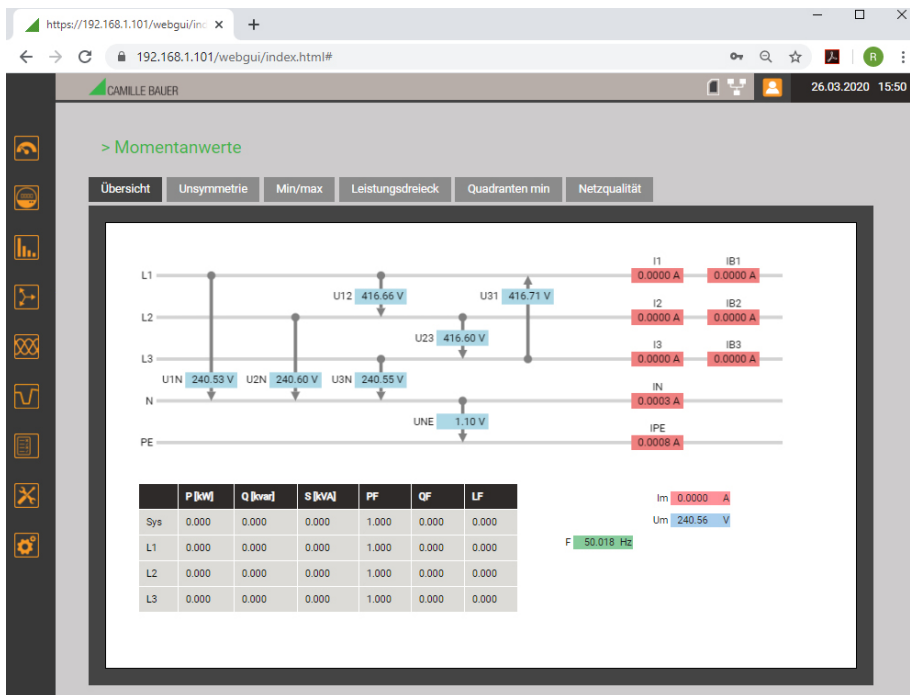 https://192.168.1.101/webgui/inc
192.168.1.101/webgui/index.html#
R
CAMILLE BAUER
26.03.2020 15:50
> Momentanwerte
Übersicht Unsymmetrie Min/max Leistungsdreieck Quadranten min Netzqualität
I1 IB1
L1 0.0000 A 0.0000 A
U12 416.66 V U31 416.71 V
I2 IB2
L2 0.0000 A 0.0000 A
U23 416.60 V
I3 IB3
L3 0.0000 A 0.0000 A
U1N 240.53 V U2N 240.60 V U3N 240.55 V
IN
N 0.0003 A
UNE 1.10 V
IPE
PE 0.0008 A
P [kW] Q [kvar] S [kVA] PF QF LF
Sys 0.000 0.000 0.000 1.000 0.000 0.000
L1 0.000 0.000 0.000 1.000 0.000 0.000
L2 0.000 0.000 0.000 1.000 0.000 0.000
L3 0.000 0.000 0.000 1.000 0.000 0.000
Im 0.0000 A
Um 240.56 V
F 50.018 Hz